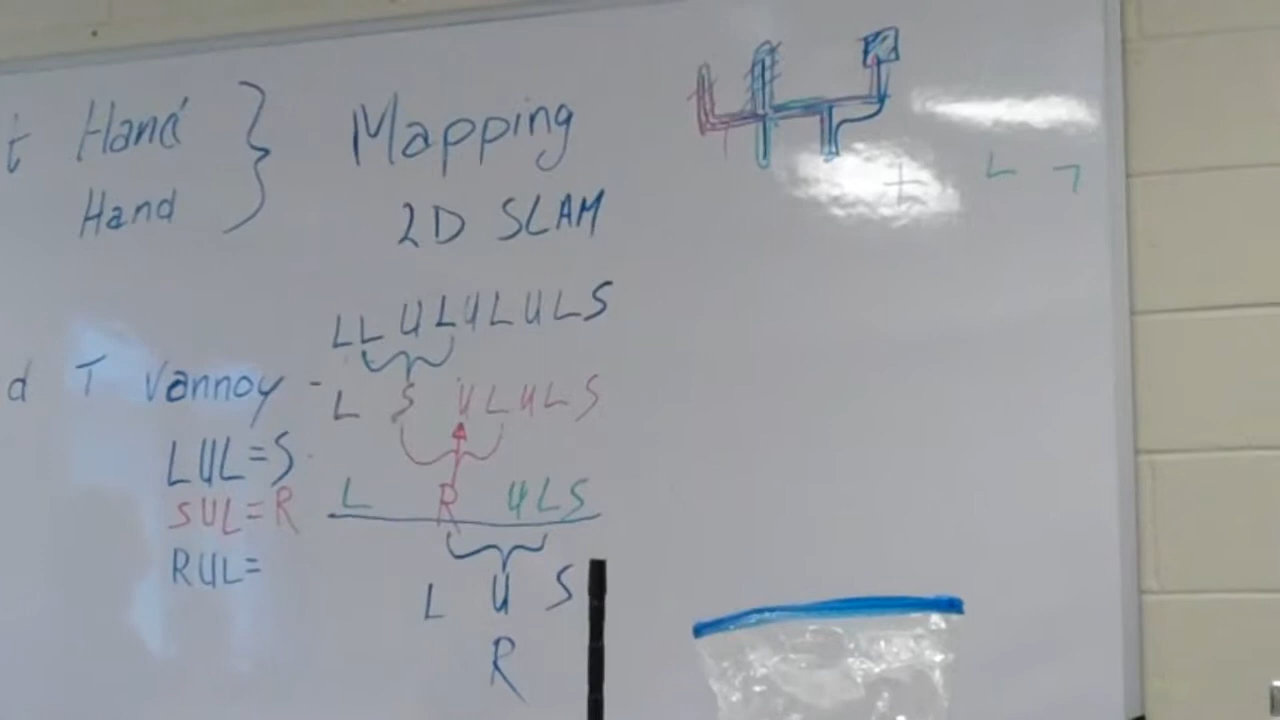 t Hand } Mapping
Hand
2D SLAM
LLULULULS
d T Vannoy - L S ULULS
LUL=S
SUL=R L R ULS
RUL=
L U S
R